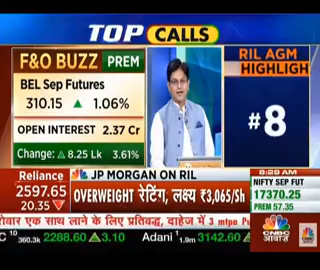 TOP CALLS
F&O BUZZ PREM
BEL Sep Futures
310.15 ▲ 1.06%
OPEN INTEREST 2.37 Cr
Change: ▲ 8.25 Lk 3.61%
RIL AGM
HIGHLIGH
#8
Reliance
2597.65
20.35 ▼
JP MORGAN ON RIL
OVERWEIGHT रेटिंग, लक्ष्य ₹3,065/Sh
8:29 AM
NIFTY SEP FUT
17370.25
PREM 57.35
एक साथ लाने के लिए प्रतिबद्ध, दाहेज में 3 mtpa
C 10 360.3k 2288.60 ▲ 3.10 Adani 1.9m 3142.60 ▲
CNBC
आवाज़